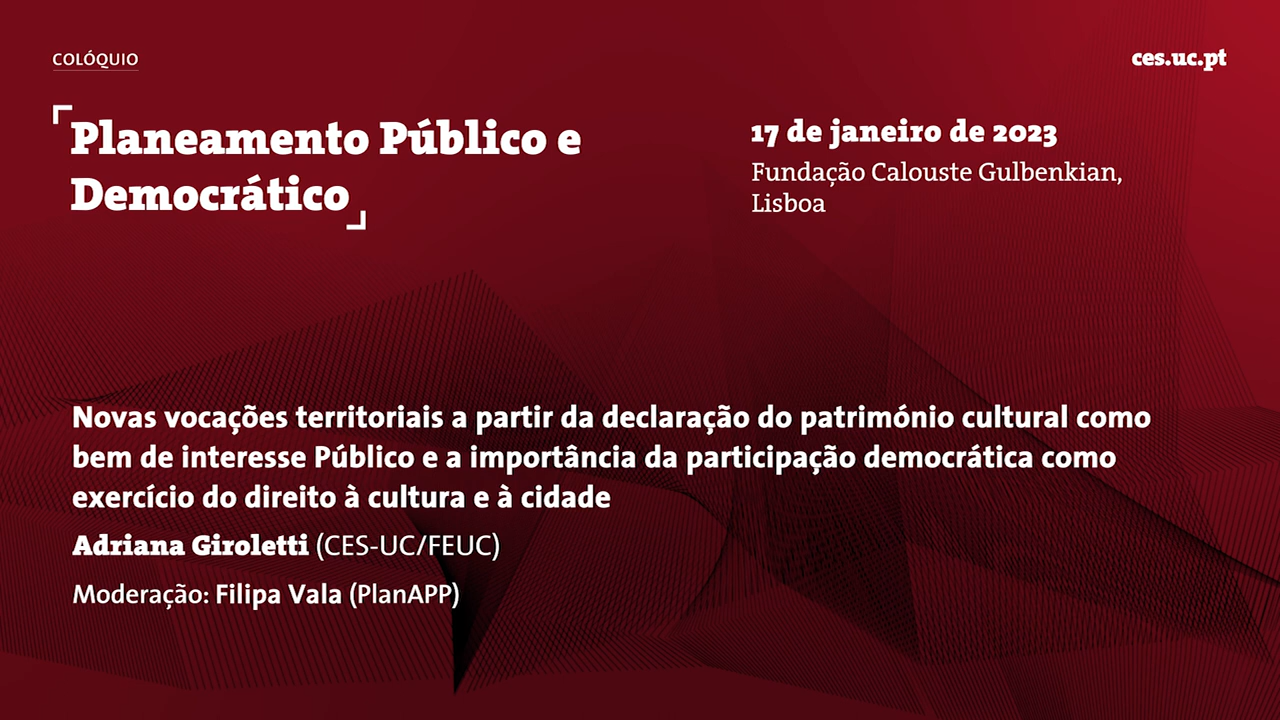 COLÓQUIO
ces.uc.pt
Planeamento Público e
Democrático
17 de janeiro de 2023
Fundação Calouste Gulbenkian,
Lisboa
Novas vocações territoriais a partir da declaração do património cultural como
bem de interesse Público e a importância da participação democrática como
exercício do direito à cultura e à cidade
Adriana Giroletti (CES-UC/FEUC)
Moderação: Filipa Vala (PlanAPP)